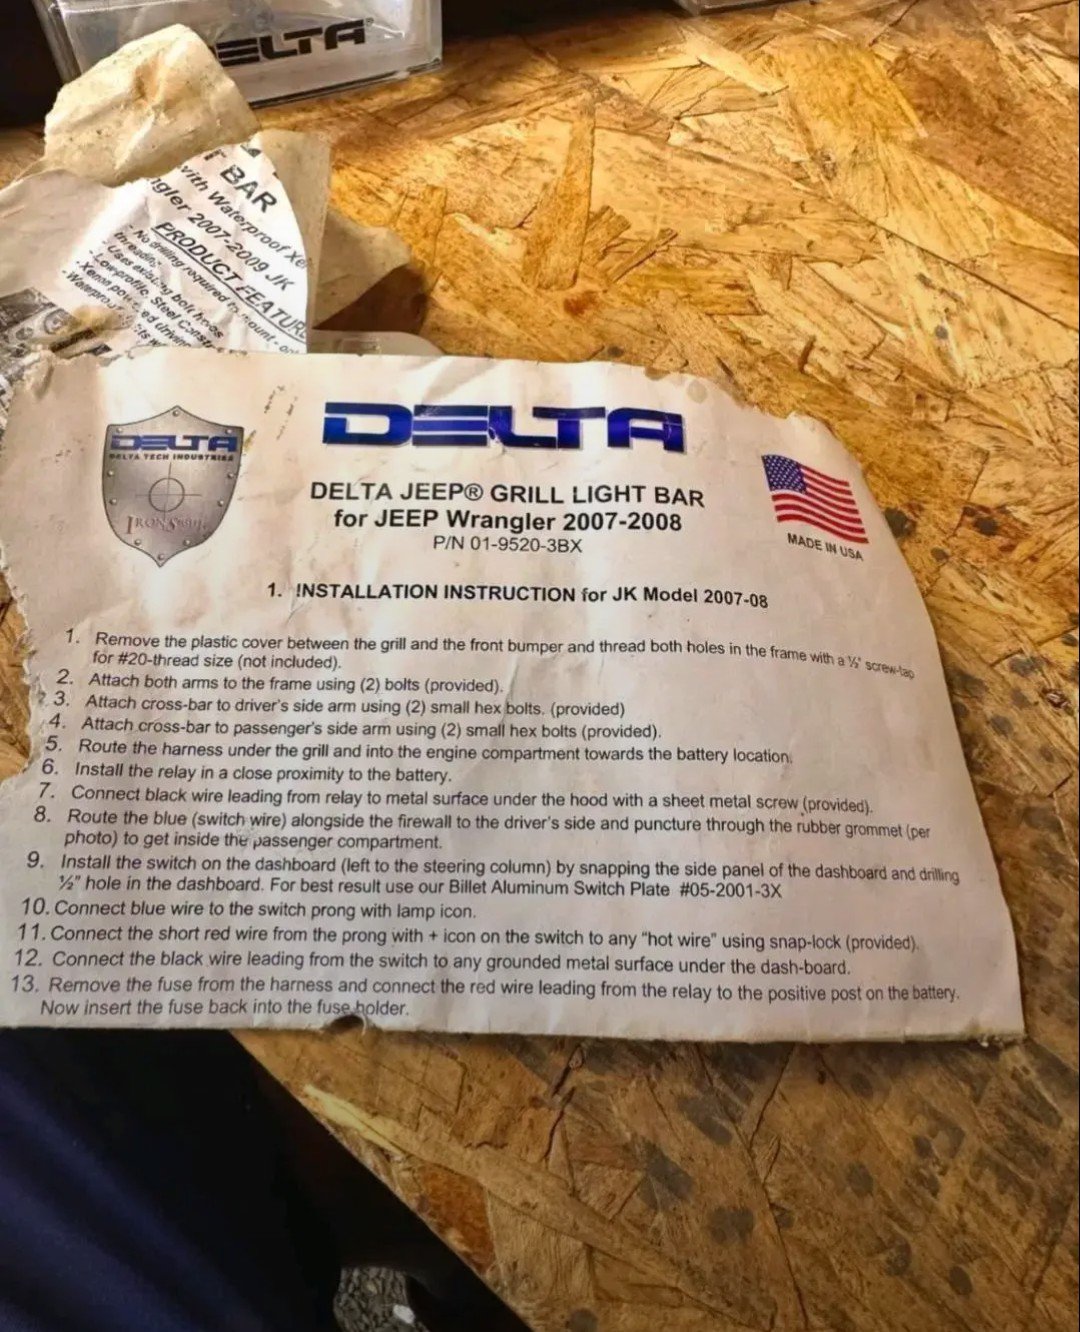 DELTA
BAR
with Waterproof
2007-2009 JK
PRODUCT
No drilling required to mount -
Uses existing bolt holes
Low-profile, Steel
DELTA
DELTA TECH INDUSTRIES
DELTA
DELTA JEEP® GRILL LIGHT BAR
for JEEP Wrangler 2007-2008
P/N 01-9520-3BX
MADE IN USA
1. INSTALLATION INSTRUCTION for JK Model 2007-08
1. Remove the plastic cover between the grill and the front bumper and thread both holes in the frame with a ½" screw-tap
for #20-thread size (not included).
2. Attach both arms to the frame using (2) bolts (provided).
3. Attach cross-bar to driver's side arm using (2) small hex bolts. (provided)
4. Attach cross-bar to passenger's side arm using (2) small hex bolts (provided).
5. Route the harness under the grill and into the engine compartment towards the battery location.
6. Install the relay in a close proximity to the battery.
7. Connect black wire leading from relay to metal surface under the hood with a sheet metal screw (provided).
8. Route the blue (switch wire) alongside the firewall to the driver's side and puncture through the rubber grommet (per
photo) to get inside the passenger compartment.
9. Install the switch on the dashboard (left to the steering column) by snapping the side panel of the dashboard and drilling
½" hole in the dashboard. For best result use our Billet Aluminum Switch Plate #05-2001-3X
10. Connect blue wire to the switch prong with lamp icon.
11. Connect the short red wire from the prong with + icon on the switch to any "hot wire" using snap-lock (provided).
12. Connect the black wire leading from the switch to any grounded metal surface under the dash-board.
13. Remove the fuse from the harness and connect the red wire leading from the relay to the positive post on the battery.
Now insert the fuse back into the fuse holder.